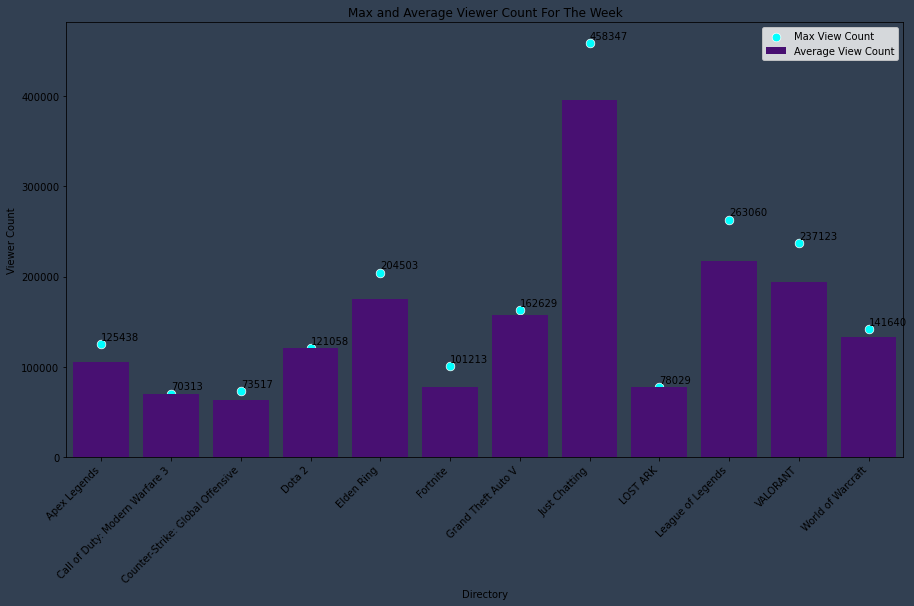 Max and Average Viewer Count For The Week
Max View Count
Average View Count
Viewer Count
400000
300000
200000
100000
0
125438
70313
73517
121058
204503
101213
162629
458347
78029
263060
237123
141640
Apex Legends
Call of Duty: Modern Warfare 3
Counter-Strike: Global Offensive
Dota 2
Elden Ring
Fortnite
Grand Theft Auto V
Just Chatting
LOST ARK
League of Legends
VALORANT
World of Warcraft
Directory